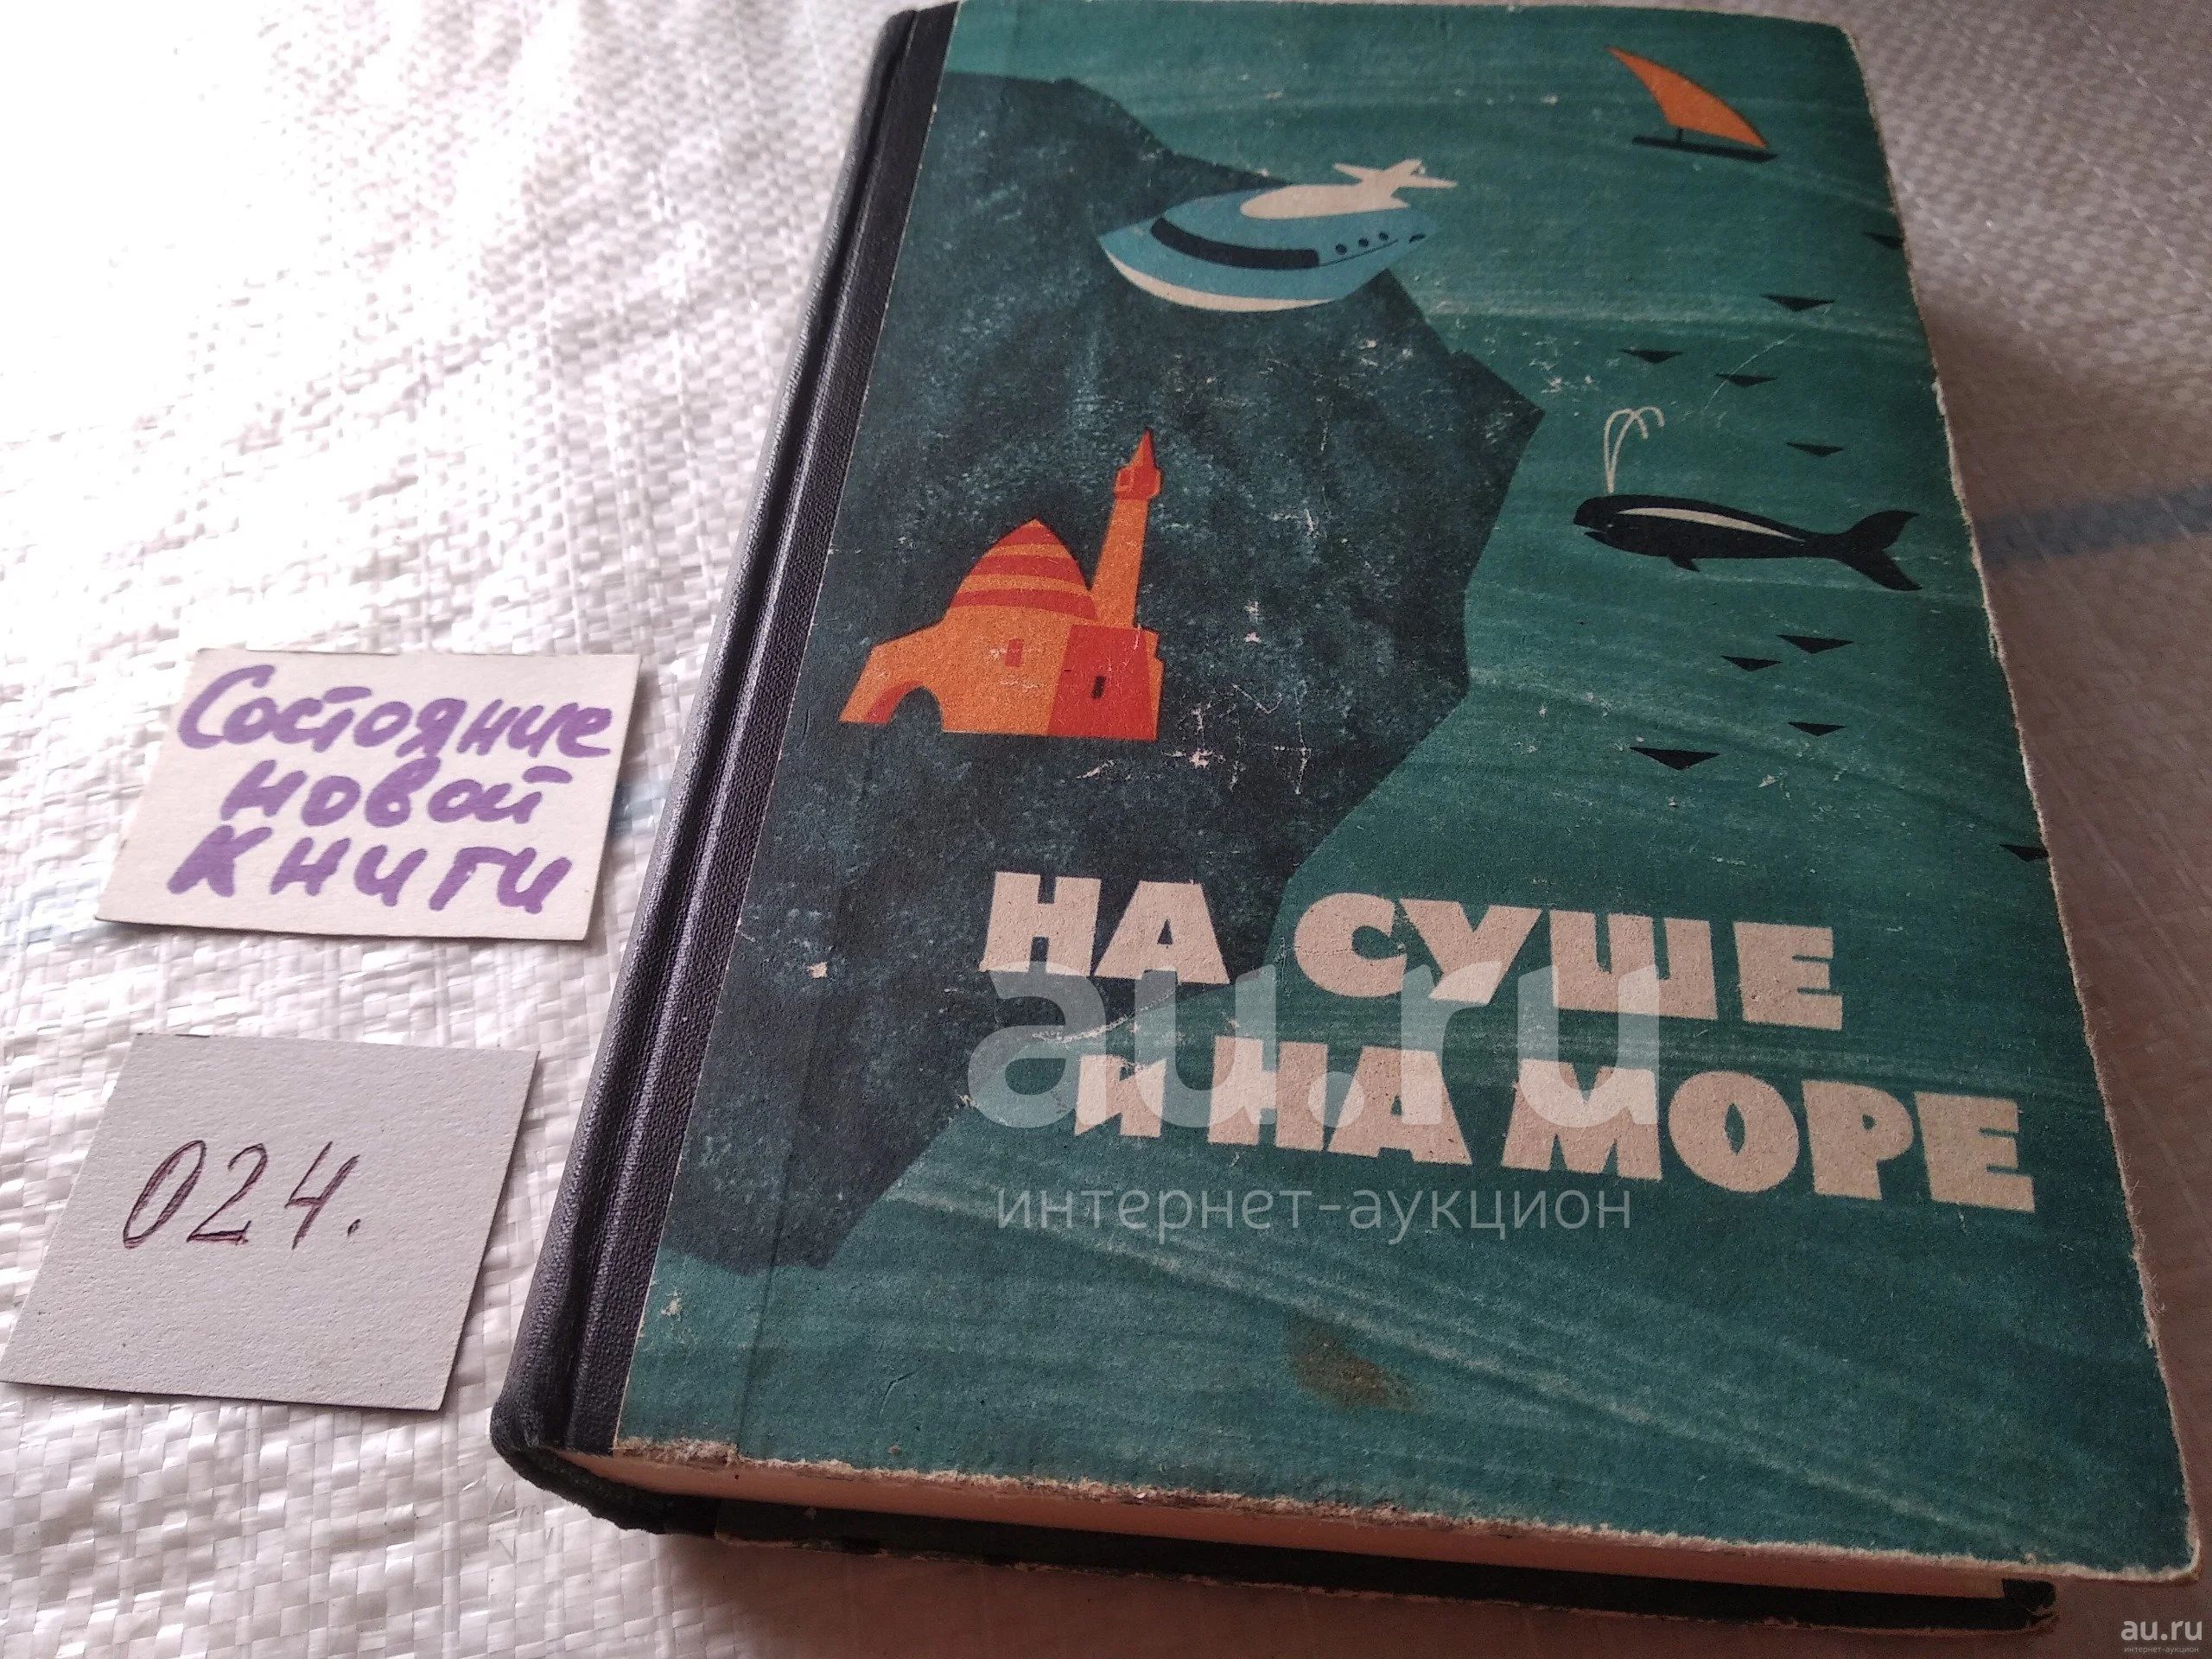 Состояние
новой
книги
024.
НА СУШЕ
И НА МОРЕ
au.ru
интернет-аукцион
au.ru
интернет-аукцион